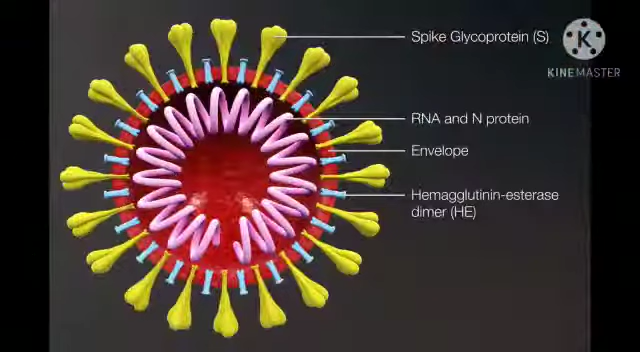 Spike Glycoprotein (S)
K
KINEMASTER
RNA and N protein
Envelope
Hemagglutinin-esterase
dimer (HE)